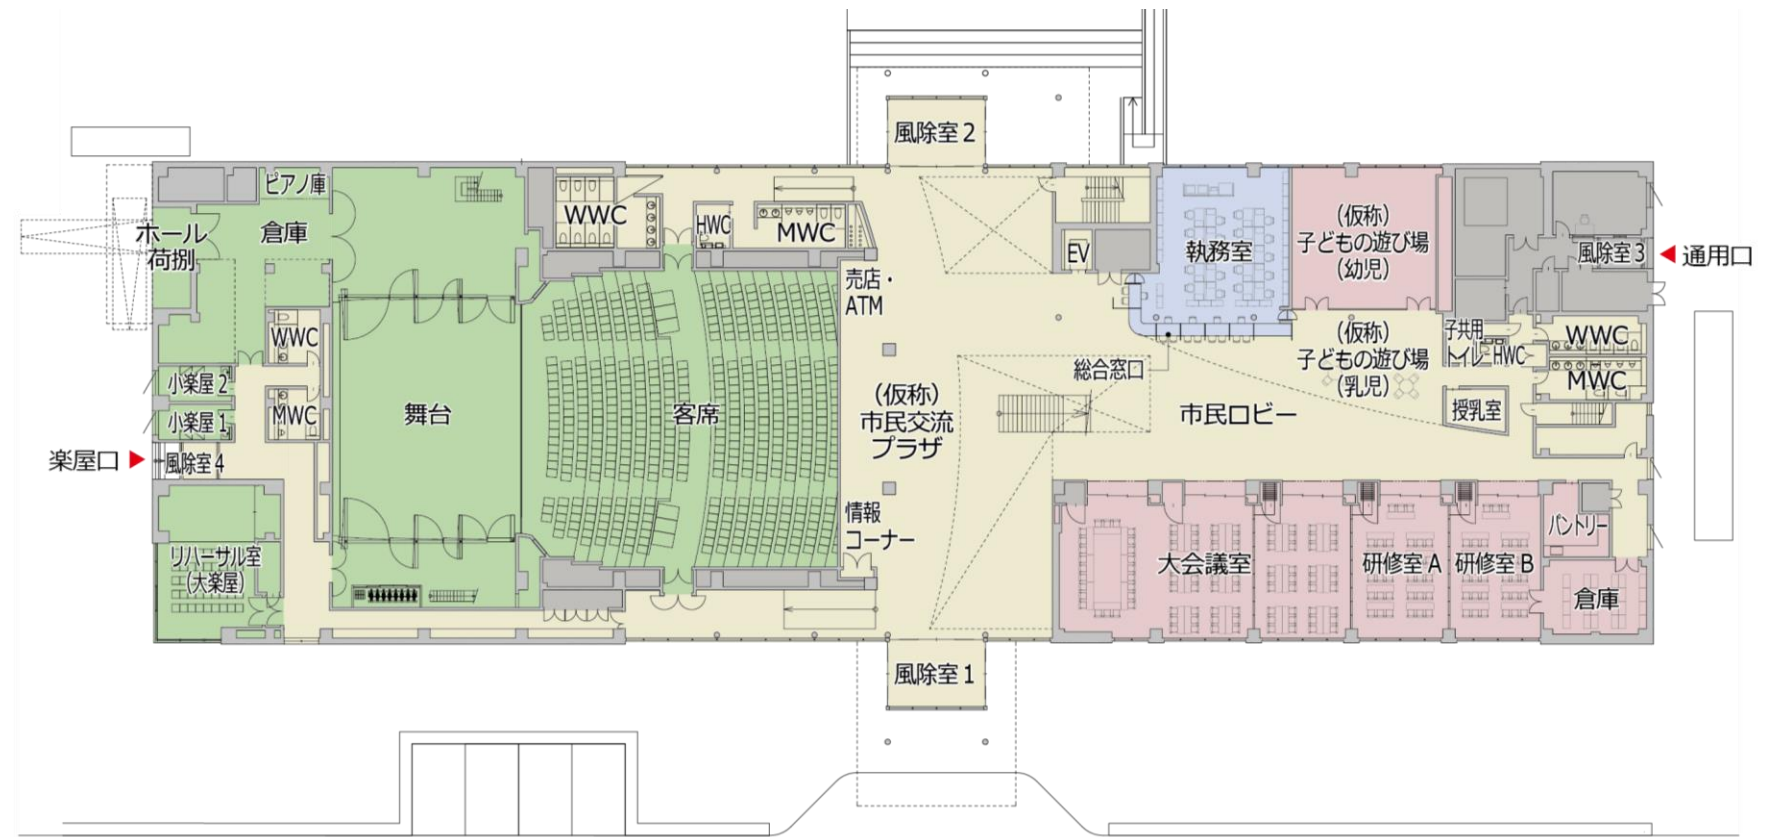 風除室2
ピアノ庫
ホール
荷捌
倉庫
WWC
HWC
MWC
EV
執務室
(仮称)
子どもの遊び場
(幼児)
風除室3
通用口
売店・
ATM
WWC
小楽屋2
小楽屋1
MWC
楽屋口
風除室4
舞台
客席
(仮称)
市民交流
プラザ
総合窓口
市民ロビー
(仮称)
子どもの遊び場
(乳児)
子共用
トイレ
HWC
WWC
MWC
授乳室
リハーサル室
(大楽屋)
情報
コーナー
大会議室
研修室A
研修室B
パントリー
倉庫
風除室1